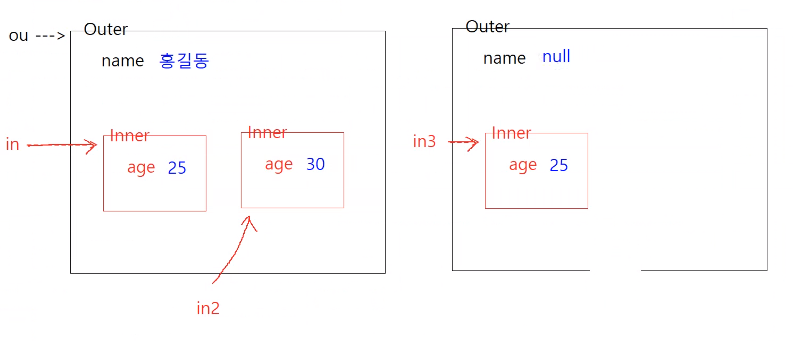 ou ---> Outer
name 홍길동
in Inner
age 25
Inner
age 30
in2
Outer
name null
in3 Inner
age 25